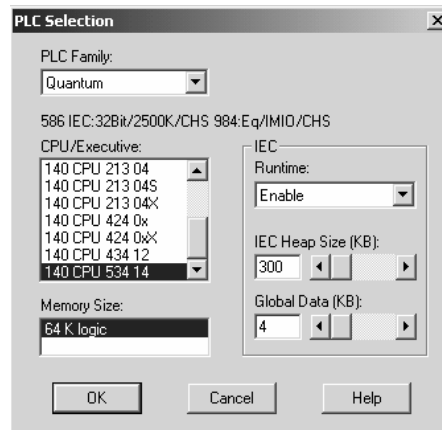 PLC Selection
PLC Family:
Quantum
586 IEC:32Bit/2500K/CHS 984:Eq/IMIO/CHS
CPU/Executive:
140 CPU 213 04
140 CPU 213 04S
140 CPU 213 04X
140 CPU 424 0x
140 CPU 424 0xX
140 CPU 434 12
140 CPU 534 14
IEC
Runtime:
Enable
IEC Heap Size (KB):
300
Global Data (KB):
4
Memory Size:
64 K logic
OK
Cancel
Help